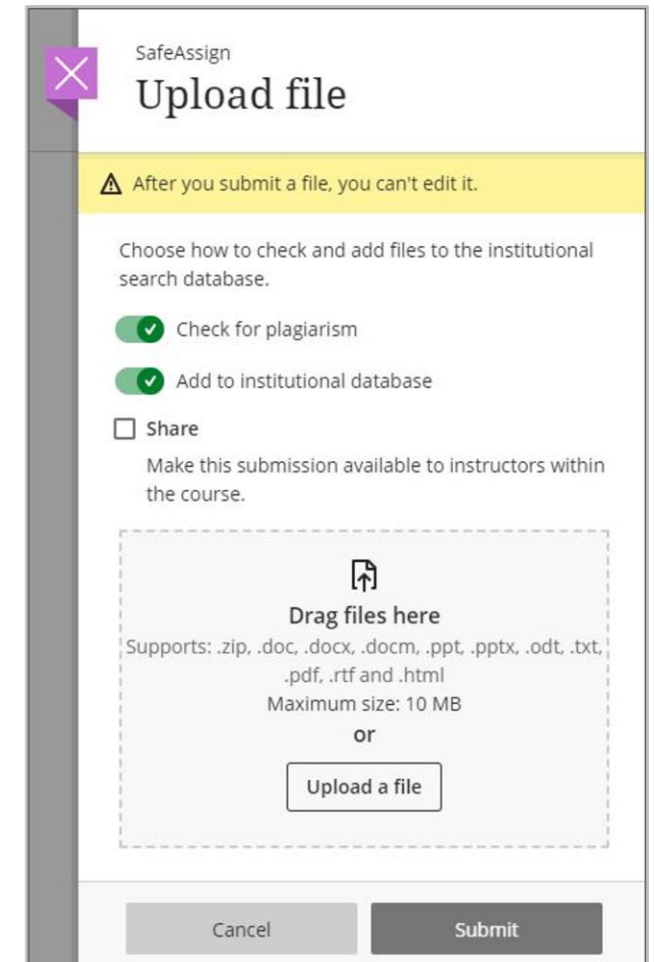 SafeAssign
Upload file
After you submit a file, you can't edit it.
Choose how to check and add files to the institutional
search database.
Check for plagiarism
Add to institutional database
Share
Make this submission available to instructors within
the course.
Drag files here
Supports: .zip, .doc, .docx, .docm, .ppt, .pptx, .odt, .txt,
.pdf, .rtf and .html
Maximum size: 10 MB
or
Upload a file
Cancel
Submit